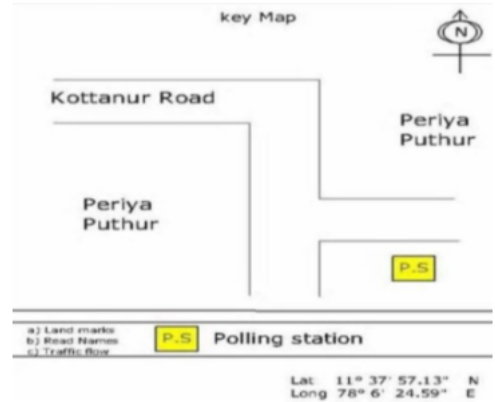 key Map
N
Kottanur Road
Periya
Puthur
Periya
Puthur
P.S
a) Land marks
b) Read Names
c) Traffic flow
P.S Polling station
Lat 11° 37' 57.13" N
Long 78° 6' 24.59" E